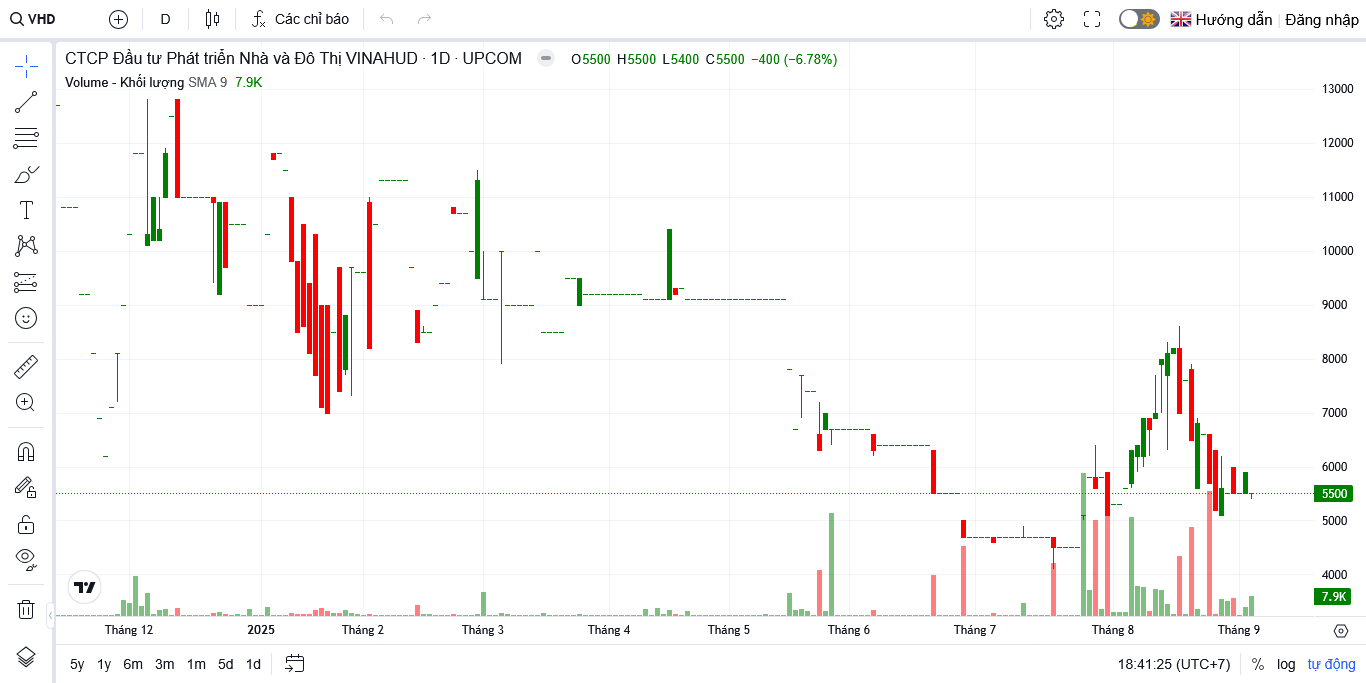 VHD D Các chỉ báo Hướng dẫn Đăng nhập
CTCP Đầu tư Phát triển Nhà và Đô Thị VINAHUD · 1D · UPCOM O5500 H5500 L5400 C5500 −400 (−6.78%)
Volume - Khối lượng SMA 9 7.9K
13000
12000
11000
10000
9000
8000
7000
6000
5500
5000
4000
7.9K
Tháng 12 2025 Tháng 2 Tháng 3 Tháng 4 Tháng 5 Tháng 6 Tháng 7 Tháng 8 Tháng 9
5y 1y 6m 3m 1m 5d 1d 18:41:25 (UTC+7) % log tự động